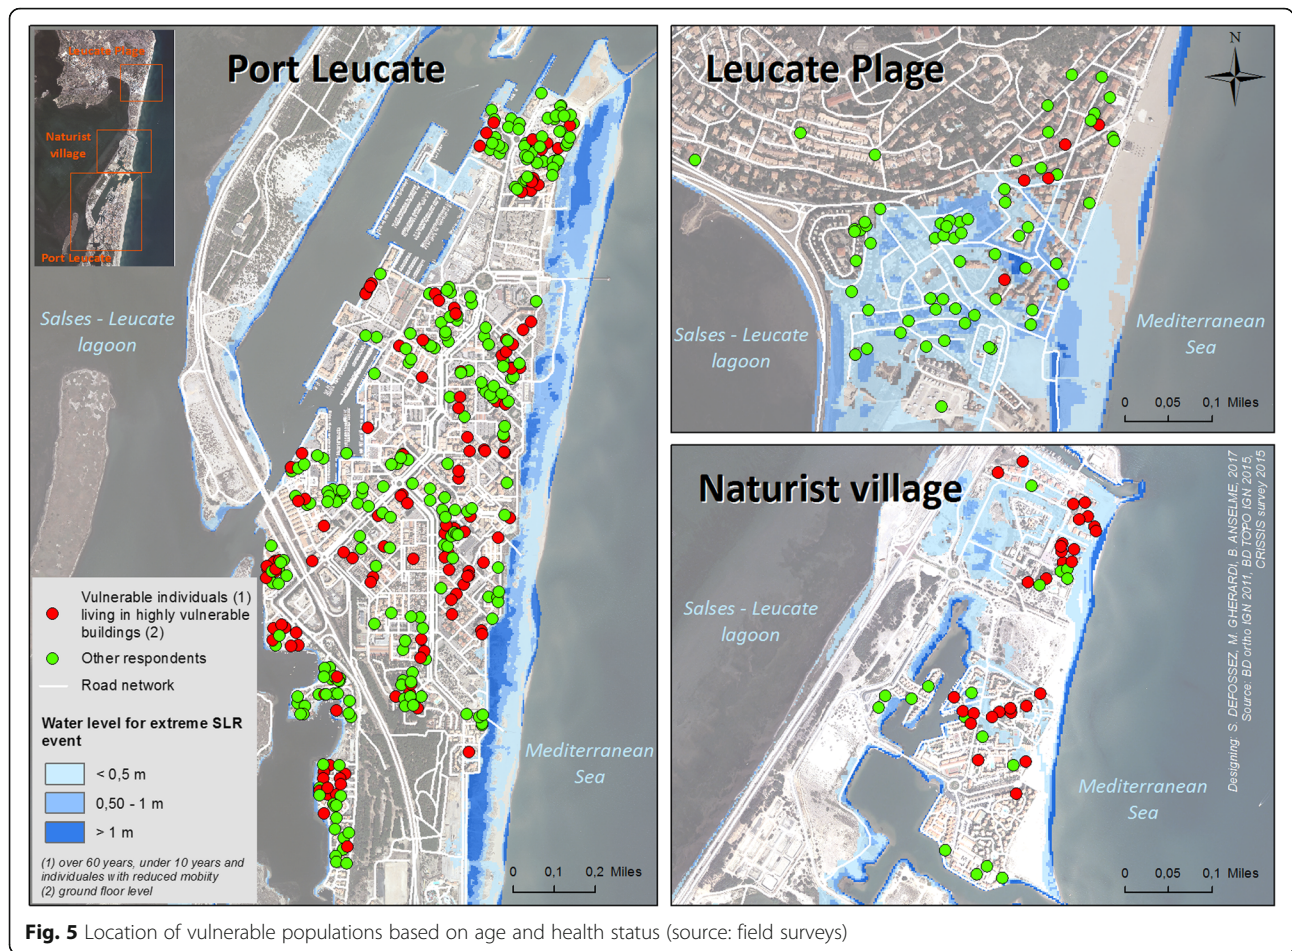 Leucate Plage
Naturist
village
Port Leucate
Port Leucate
Salses - Leucate
lagoon
Mediterranean
Sea
0 0,1 0,2 Miles
Vulnerable individuals (1)
living in highly vulnerable
buildings (2)
Other respondents
Road network
Water level for extreme SLR
event
< 0,5 m
0,50 - 1 m
> 1 m
(1) over 60 years, under 10 years and
individuales with reduced mobiity
(2) ground floor level
Leucate Plage
N
Salses - Leucate
lagoon
Mediterranean
Sea
0 0,05 0,1 Miles
Naturist village
Salses - Leucate
lagoon
Mediterranean
Sea
0 0,05 0,1 Miles
Designing: S. DEFOSSEZ, M. GHERARDI, B. ANSELME, 2017
Source: BD ortho IGN 2011, BD TOPO IGN 2015,
CRISSIS survey 2015
Fig. 5 Location of vulnerable populations based on age and health status (source: field surveys)